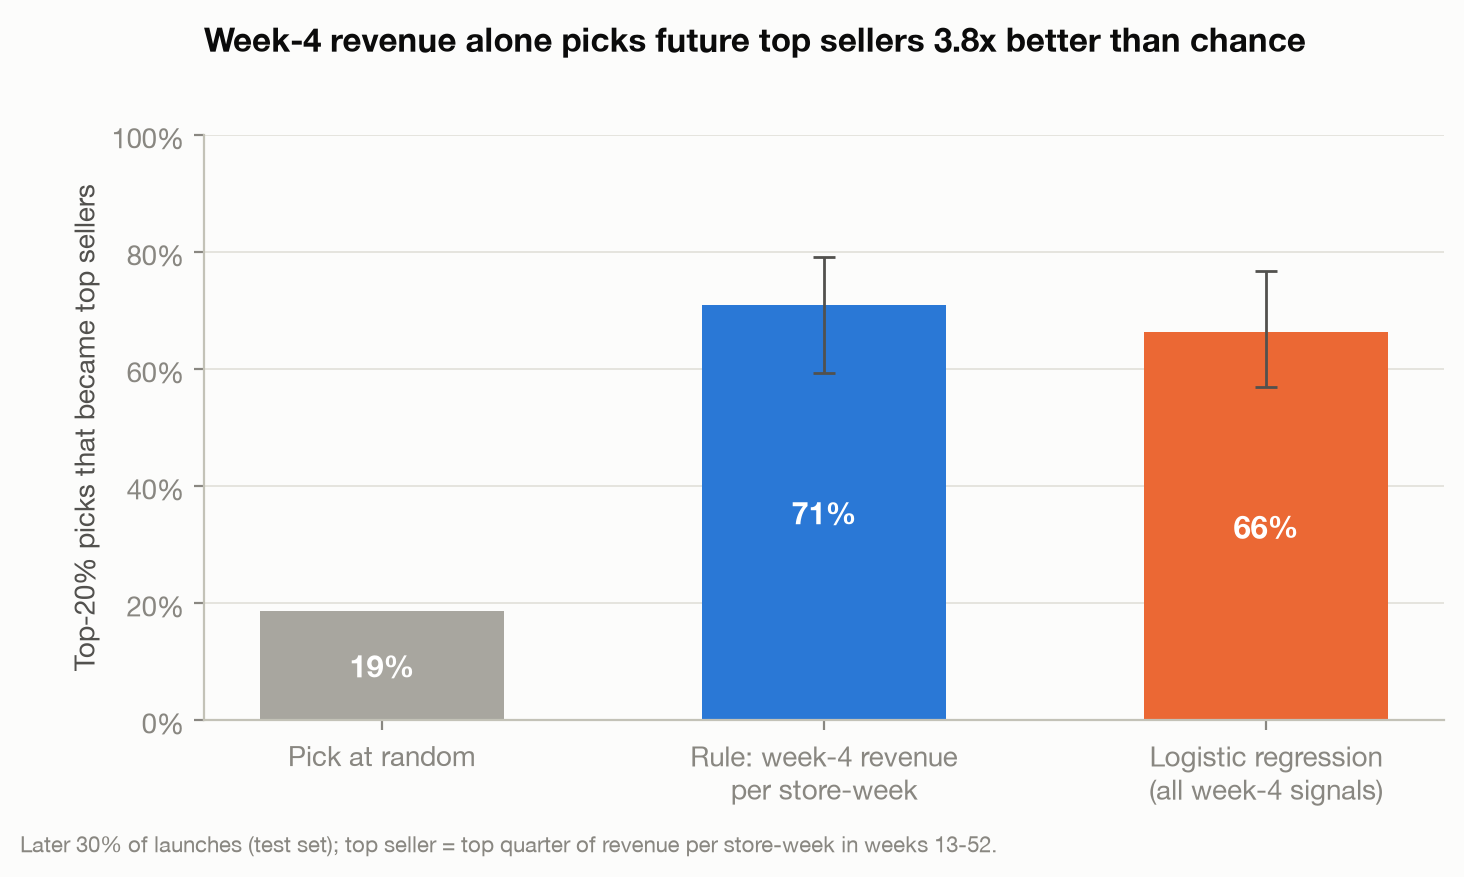 Week-4 revenue alone picks future top sellers 3.8x better than chance
Top-20% picks that became top sellers
100%
80%
60%
40%
20%
0%
19%
71%
66%
Pick at random
Rule: week-4 revenue
per store-week
Logistic regression
(all week-4 signals)
Later 30% of launches (test set); top seller = top quarter of revenue per store-week in weeks 13-52.